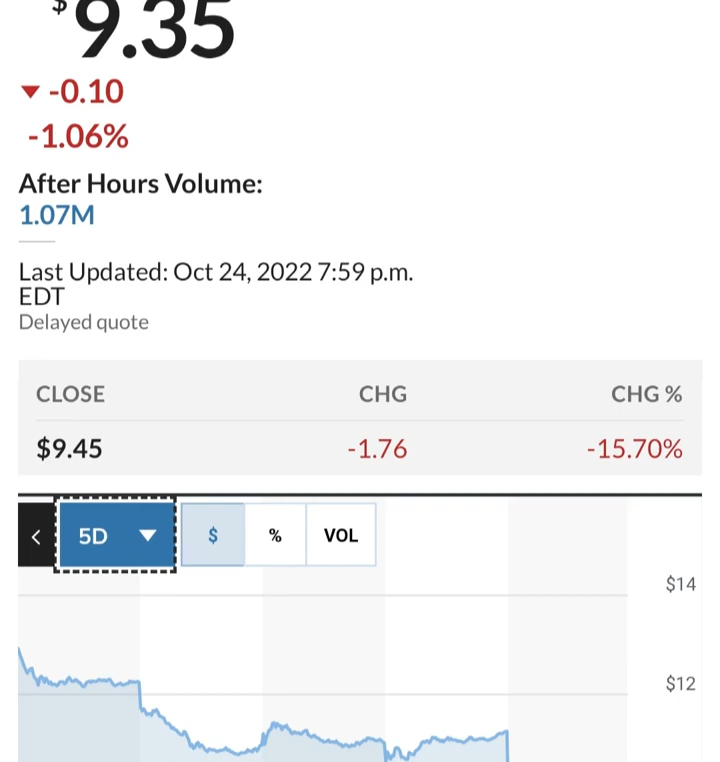 $9.35
-0.10
-1.06%
After Hours Volume:
1.07M
Last Updated: Oct 24, 2022 7:59 p.m.
EDT
Delayed quote
CLOSE CHG CHG %
$9.45 -1.76 -15.70%
5D $ % VOL
$14
$12